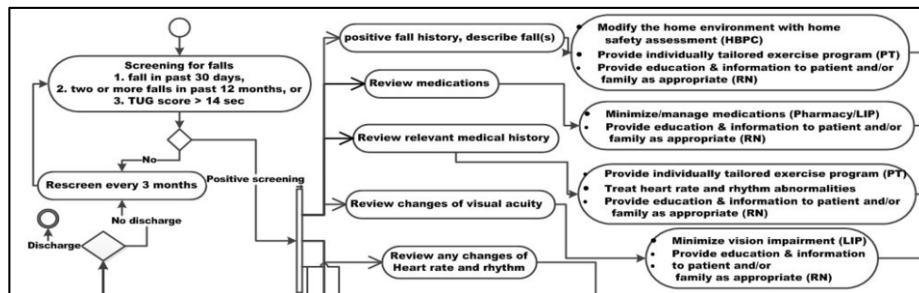 Screening for falls
1. fall in past 30 days,
2. two or more falls in past 12 months, or
3. TUG score > 14 sec
No
Rescreen every 3 months
Positive screening
No discharge
Discharge
positive fall history, describe fall(s)
Review medications
Review relevant medical history
Review changes of visual acuity
Review any changes of
Heart rate and rhythm
• Modify the home environment with home
safety assessment (HBPC)
• Provide individually tailored exercise program (PT)
• Provide education & information to patient and/or
family as appropriate (RN)
• Minimize/manage medications (Pharmacy/LIP)
• Provide education & information to patient and/or
family as appropriate (RN)
• Provide individually tailored exercise program (PT)
• Treat heart rate and rhythm abnormalities
• Provide education & information to patient and/or
family as appropriate (RN)
• Minimize vision impairment (LIP)
• Provide education & information
• to patient and/or
family as appropriate (RN)